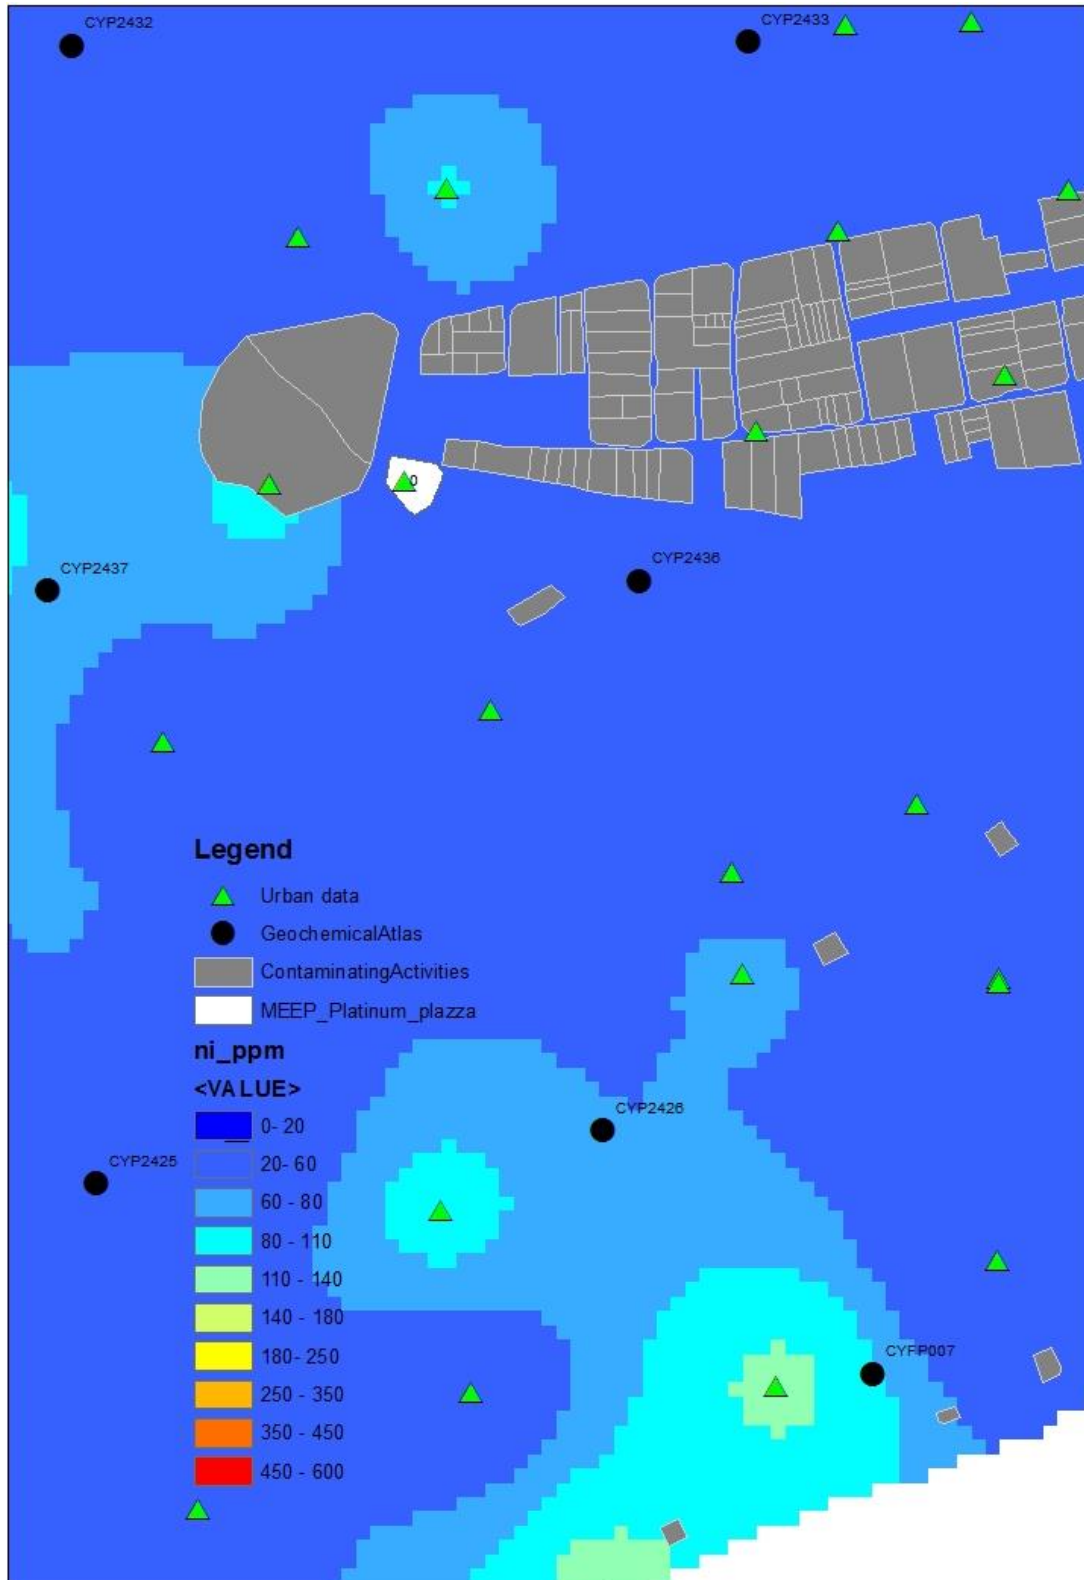 CYP2432
CYP2433
0
CYP2437
CYP2436
Legend
Urban data
GeochemicalAtlas
ContaminatingActivities
MEEP_Platinum_plazza
ni_ppm
<VALUE>
0- 20
20- 60
60 - 80
80 - 110
110 - 140
140 - 180
180- 250
250 - 350
350 - 450
450 - 600
CYP2426
CYP2425
CYFP007